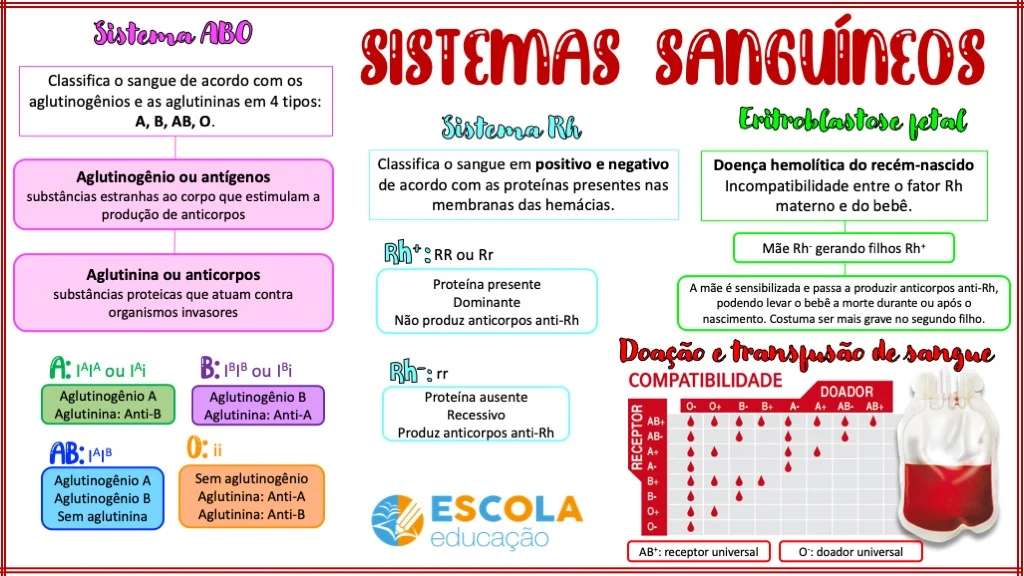 Sistema ABO
SISTEMAS SANGUÍNEOS
Classifica o sangue de acordo com os
aglutinogênios e as aglutininas em 4 tipos:
A, B, AB, O.
Aglutinogênio ou antígenos
substâncias estranhas ao corpo que estimulam a
produção de anticorpos
Aglutinina ou anticorpos
substâncias proteicas que atuam contra
organismos invasores
A: IᴬIᴬ ou Iᴬi
Aglutinogênio A
Aglutinina: Anti-B
B: IᴮIᴮ ou Iᴮi
Aglutinogênio B
Aglutinina: Anti-A
AB: IᴬIᴮ
Aglutinogênio A
Aglutinogênio B
Sem aglutinina
O: ii
Sem aglutinogênio
Aglutinina: Anti-A
Aglutinina: Anti-B
Sistema Rh
Classifica o sangue em positivo e negativo
de acordo com as proteínas presentes nas
membranas das hemácias.
Rh⁺: RR ou Rr
Proteína presente
Dominante
Não produz anticorpos anti-Rh
Rh⁻: rr
Proteína ausente
Recessivo
Produz anticorpos anti-Rh
ESCOLA
educação
Eritroblastose fetal
Doença hemolítica do recém-nascido
Incompatibilidade entre o fator Rh
materno e do bebê.
Mãe Rh⁻ gerando filhos Rh⁺
A mãe é sensibilizada e passa a produzir anticorpos anti-Rh,
podendo levar o bebê a morte durante ou após o
nascimento. Costuma ser mais grave no segundo filho.
Doação e transfusão de sangue
COMPATIBILIDADE
DOADOR
O- O+ B- B+ A- A+ AB- AB+
RECEPTOR
AB+
AB-
A+
A-
B+
B-
O+
O-
AB⁺: receptor universal
O⁻: doador universal